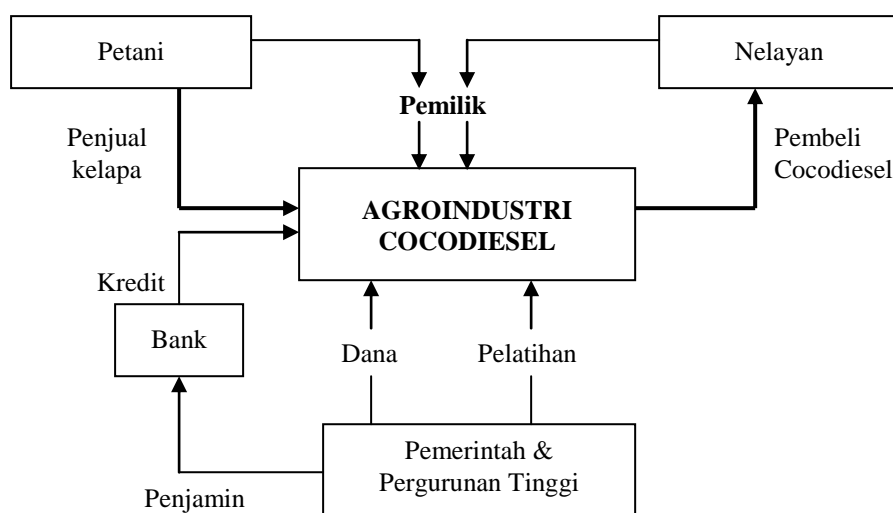 Petani
Nelayan
Pemilik
Penjual
kelapa
Pembeli
Cocodiesel
AGROINDUSTRI
COCODIESEL
Kredit
Bank
Dana
Pelatihan
Pemerintah &
Pergurunan Tinggi
Penjamin